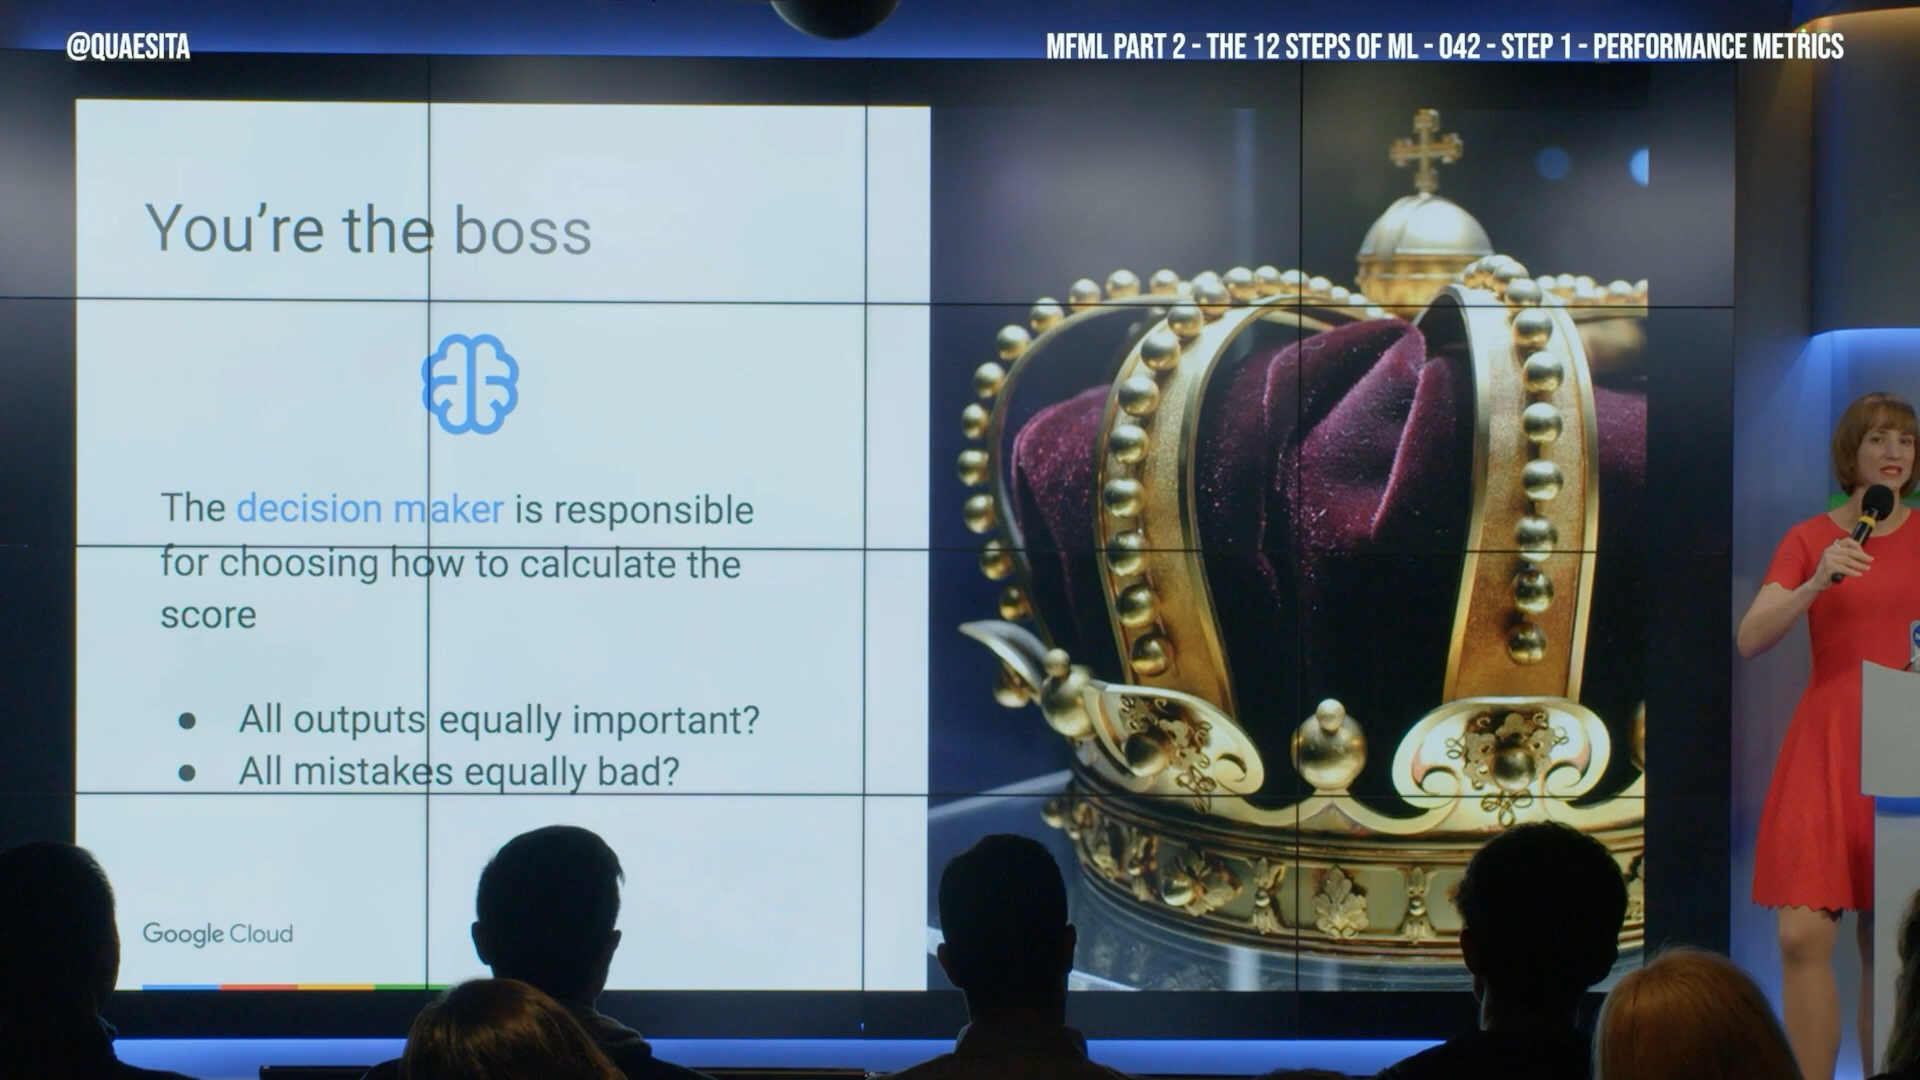 @QUAESITA
MFML PART 2 - THE 12 STEPS OF ML - 042 - STEP 1 - PERFORMANCE METRICS
You're the boss
The decision maker is responsible
for choosing how to calculate the
score
● All outputs equally important?
● All mistakes equally bad?
Google Cloud